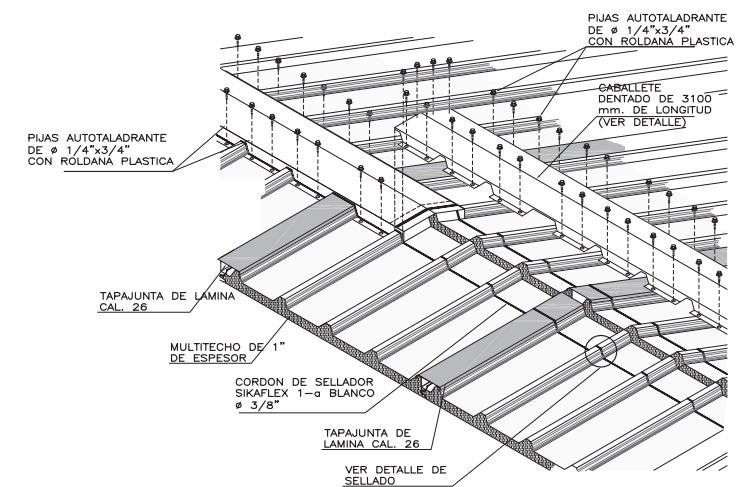 PIJAS AUTOTALADRANTE
DE ø 1/4"x3/4"
CON ROLDANA PLASTICA
CABALLETE
DENTADO DE 3100
mm. DE LONGITUD
(VER DETALLE)
PIJAS AUTOTALADRANTE
DE ø 1/4"x3/4"
CON ROLDANA PLASTICA
TAPAJUNTA DE LAMINA
CAL. 26
MULTITECHO DE 1"
DE ESPESOR
CORDON DE SELLADOR
SIKAFLEX 1-a BLANCO
ø 3/8"
TAPAJUNTA DE
LAMINA CAL. 26
VER DETALLE DE
SELLADO